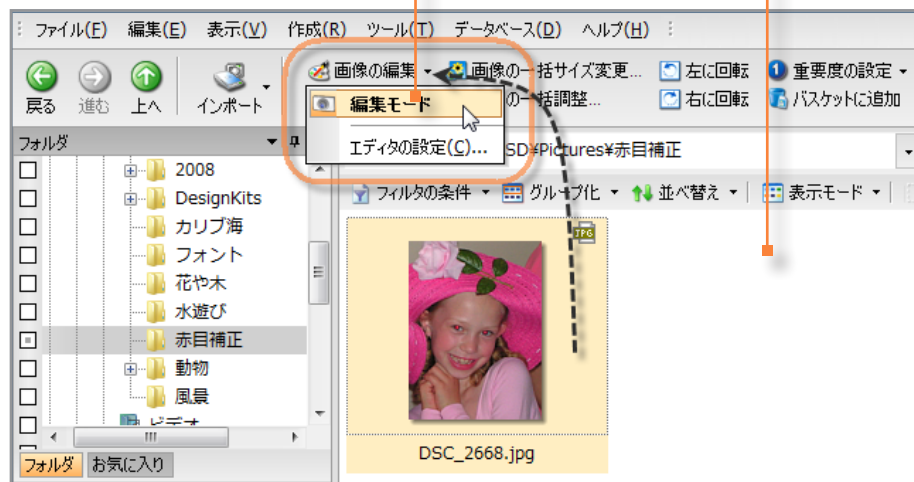 ファイル(F) 編集(E) 表示(V) 作成(R) ツール(T) データベース(D) ヘルプ(H)
画像の編集 画像の一括サイズ変更... 左に回転 1 重要度の設定
戻る 進む 上へ インポート
の一括調整... 右に回転 バスケットに追加
編集モード
エディタの設定(C)...
フォルダ
SD¥Pictures¥赤目補正
フィルタの条件 グループ化 並べ替え 表示モード
2008
DesignKits
カリブ海
フォント
花や木
水遊び
赤目補正
動物
風景
ビデオ
JPG
DSC_2668.jpg
フォルダ お気に入り